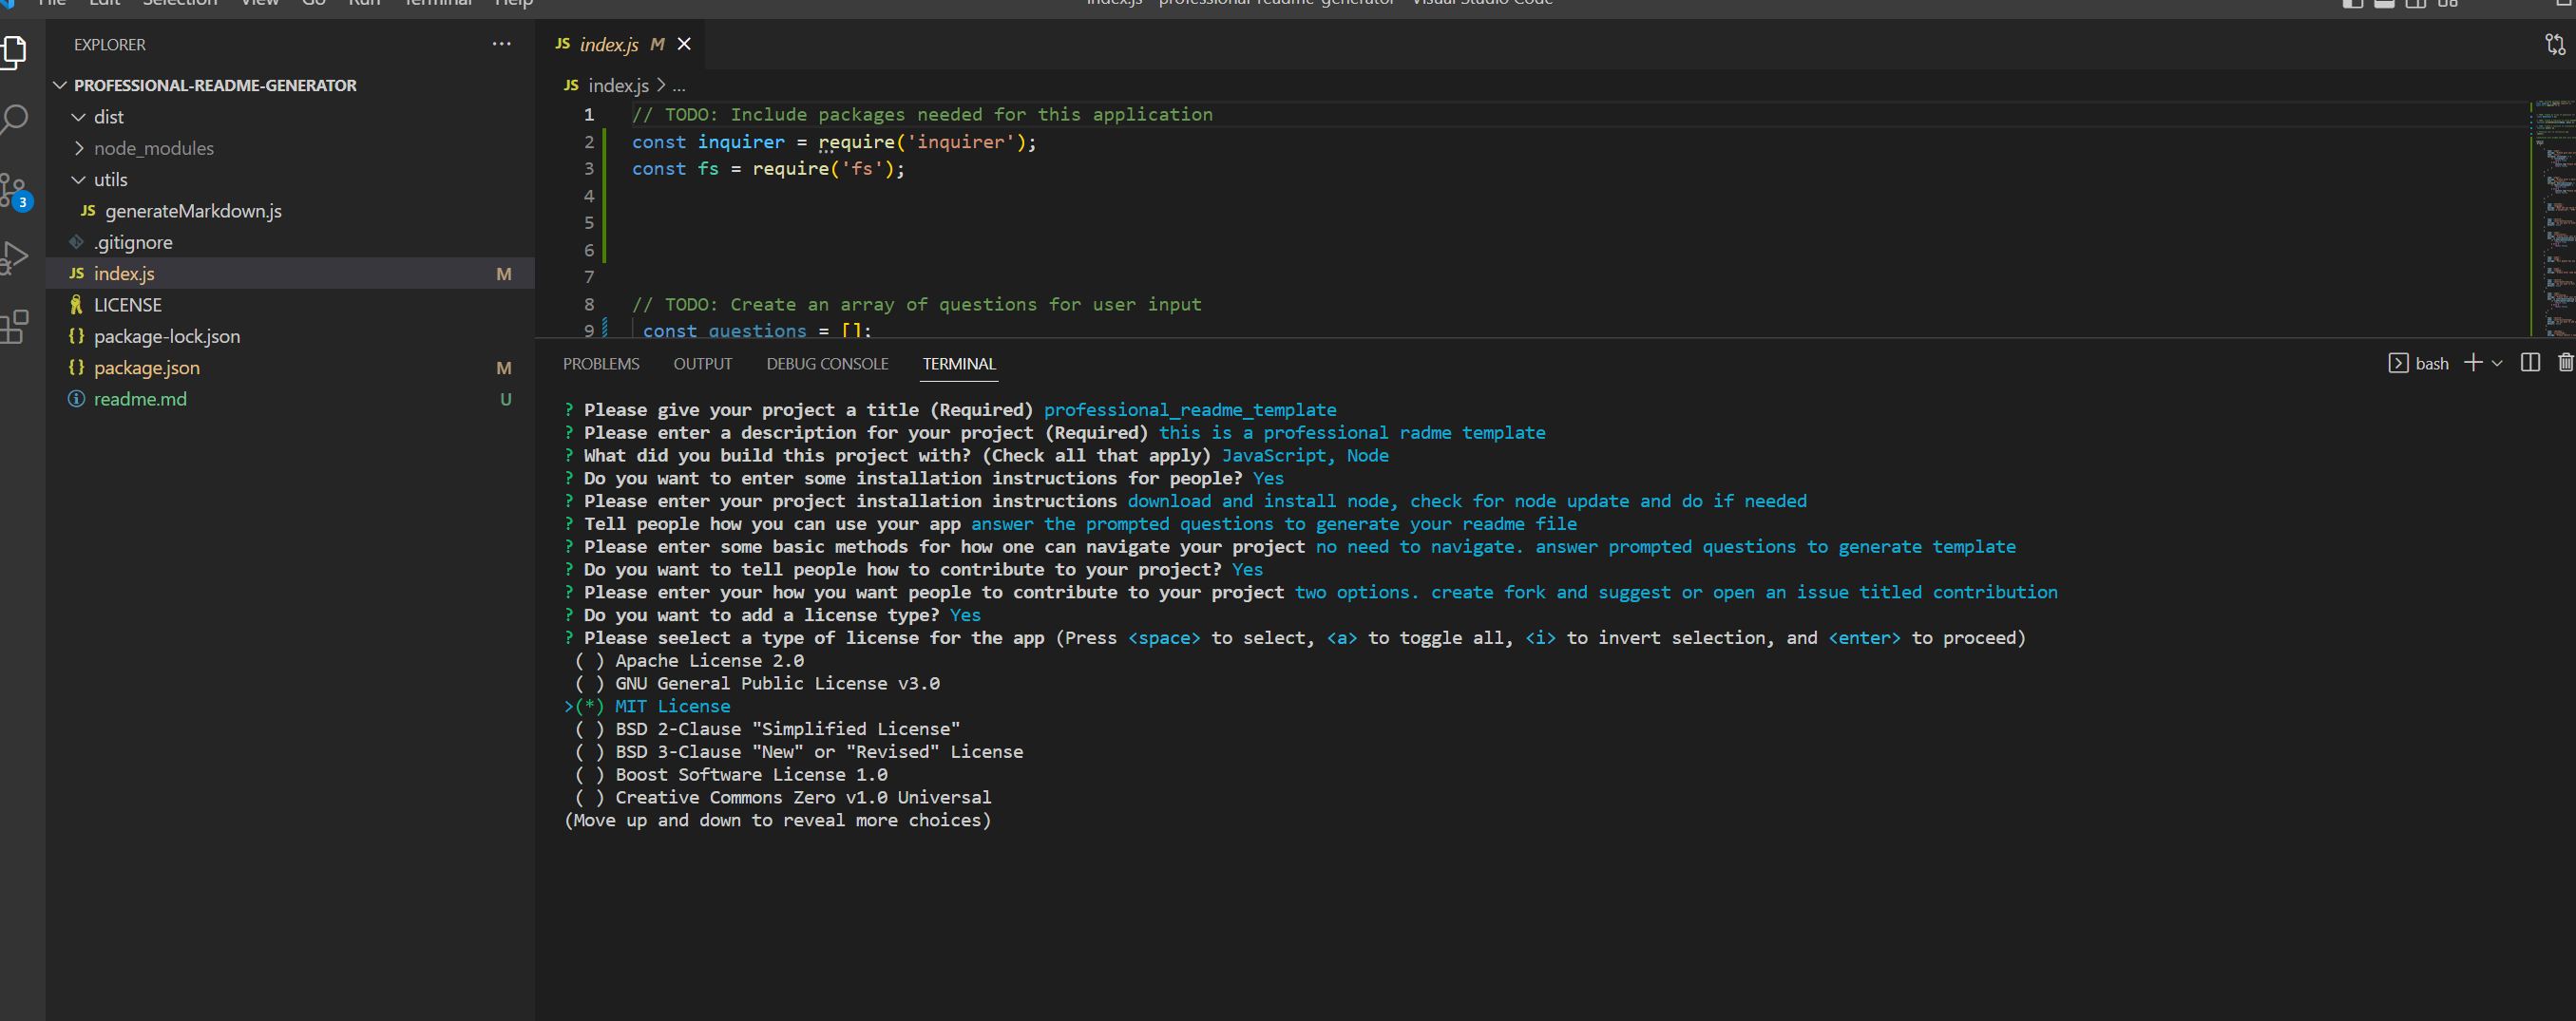 File Edit Selection View Go Run Terminal Help
index.js - professional-readme-generator - Visual Studio Code
EXPLORER
PROFESSIONAL-README-GENERATOR
dist
node_modules
utils
JS generateMarkdown.js
.gitignore
JS index.js M
LICENSE
{} package-lock.json
{} package.json M
readme.md U
3
JS index.js M
JS index.js > ...
1 // TODO: Include packages needed for this application
2 const inquirer = require('inquirer');
3 const fs = require('fs');
4
5
6
7
8 // TODO: Create an array of questions for user input
9 const questions = [];
PROBLEMS OUTPUT DEBUG CONSOLE TERMINAL
bash
? Please give your project a title (Required) professional_readme_template
? Please enter a description for your project (Required) this is a professional radme template
? What did you build this project with? (Check all that apply) JavaScript, Node
? Do you want to enter some installation instructions for people? Yes
? Please enter your project installation instructions download and install node, check for node update and do if needed
? Tell people how you can use your app answer the prompted questions to generate your readme file
? Please enter some basic methods for how one can navigate your project no need to navigate. answer prompted questions to generate template
? Do you want to tell people how to contribute to your project? Yes
? Please enter your how you want people to contribute to your project two options. create fork and suggest or open an issue titled contribution
? Do you want to add a license type? Yes
? Please seelect a type of license for the app (Press <space> to select, <a> to toggle all, <i> to invert selection, and <enter> to proceed)
( ) Apache License 2.0
( ) GNU General Public License v3.0
>(*) MIT License
( ) BSD 2-Clause "Simplified License"
( ) BSD 3-Clause "New" or "Revised" License
( ) Boost Software License 1.0
( ) Creative Commons Zero v1.0 Universal
(Move up and down to reveal more choices)